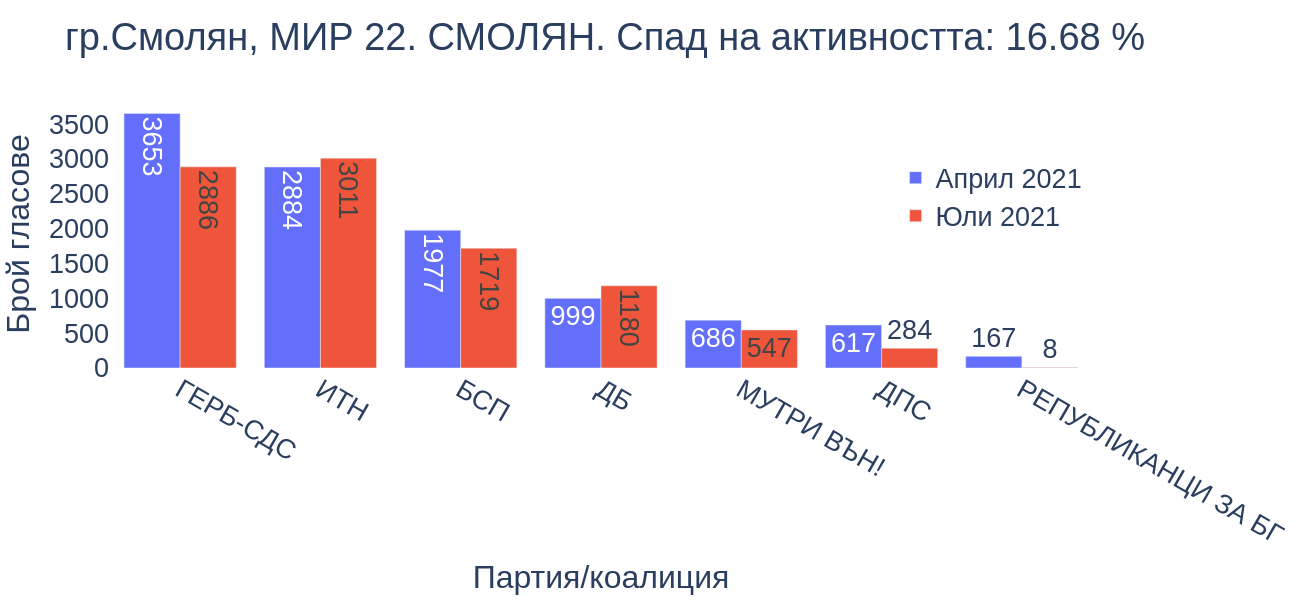 гр.Смолян, МИР 22. СМОЛЯН. Спад на активността: 16.68 %
Брой гласове
3500
3000
2500
2000
1500
1000
500
0
3653
2886
2884
3011
1977
1719
999
1180
686
547
617
284
167
8
Април 2021
Юли 2021
ГЕРБ-СДС
ИТН
БСП
ДБ
МУТРИ ВЪН!
ДПС
РЕПУБЛИКАНЦИ ЗА БГ
Партия/коалиция